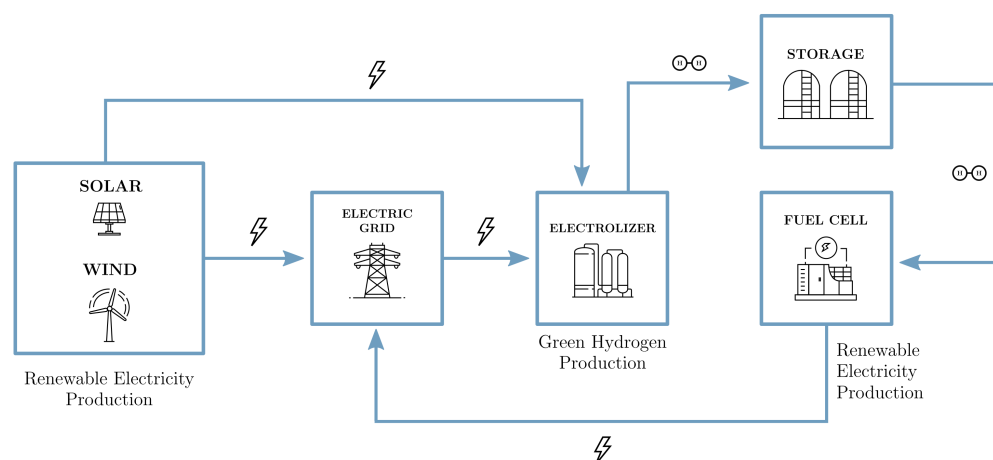 SOLAR
WIND
Renewable Electricity
Production
ELECTRIC
GRID
ELECTROLIZER
Green Hydrogen
Production
H H
STORAGE
H H
FUEL CELL
Renewable
Electricity
Production